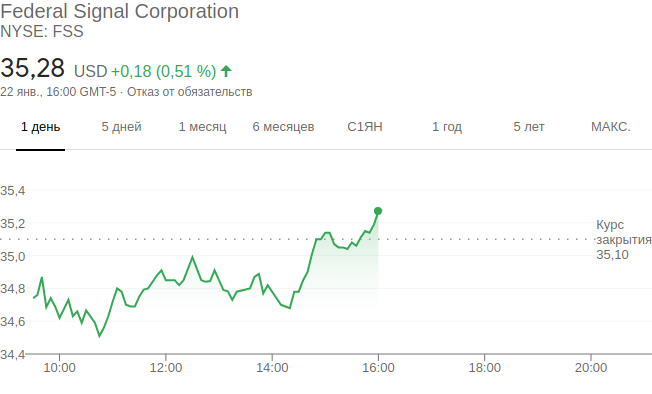 Federal Signal Corporation
NYSE: FSS
35,28 USD +0,18 (0,51 %)
22 янв., 16:00 GMT-5 · Отказ от обязательств
1 день 5 дней 1 месяц 6 месяцев С1ЯН 1 год 5 лет МАКС.
35,4
35,2
35,0
34,8
34,6
34,4
Курс
закрытия
35,10
10:00 12:00 14:00 16:00 18:00 20:00